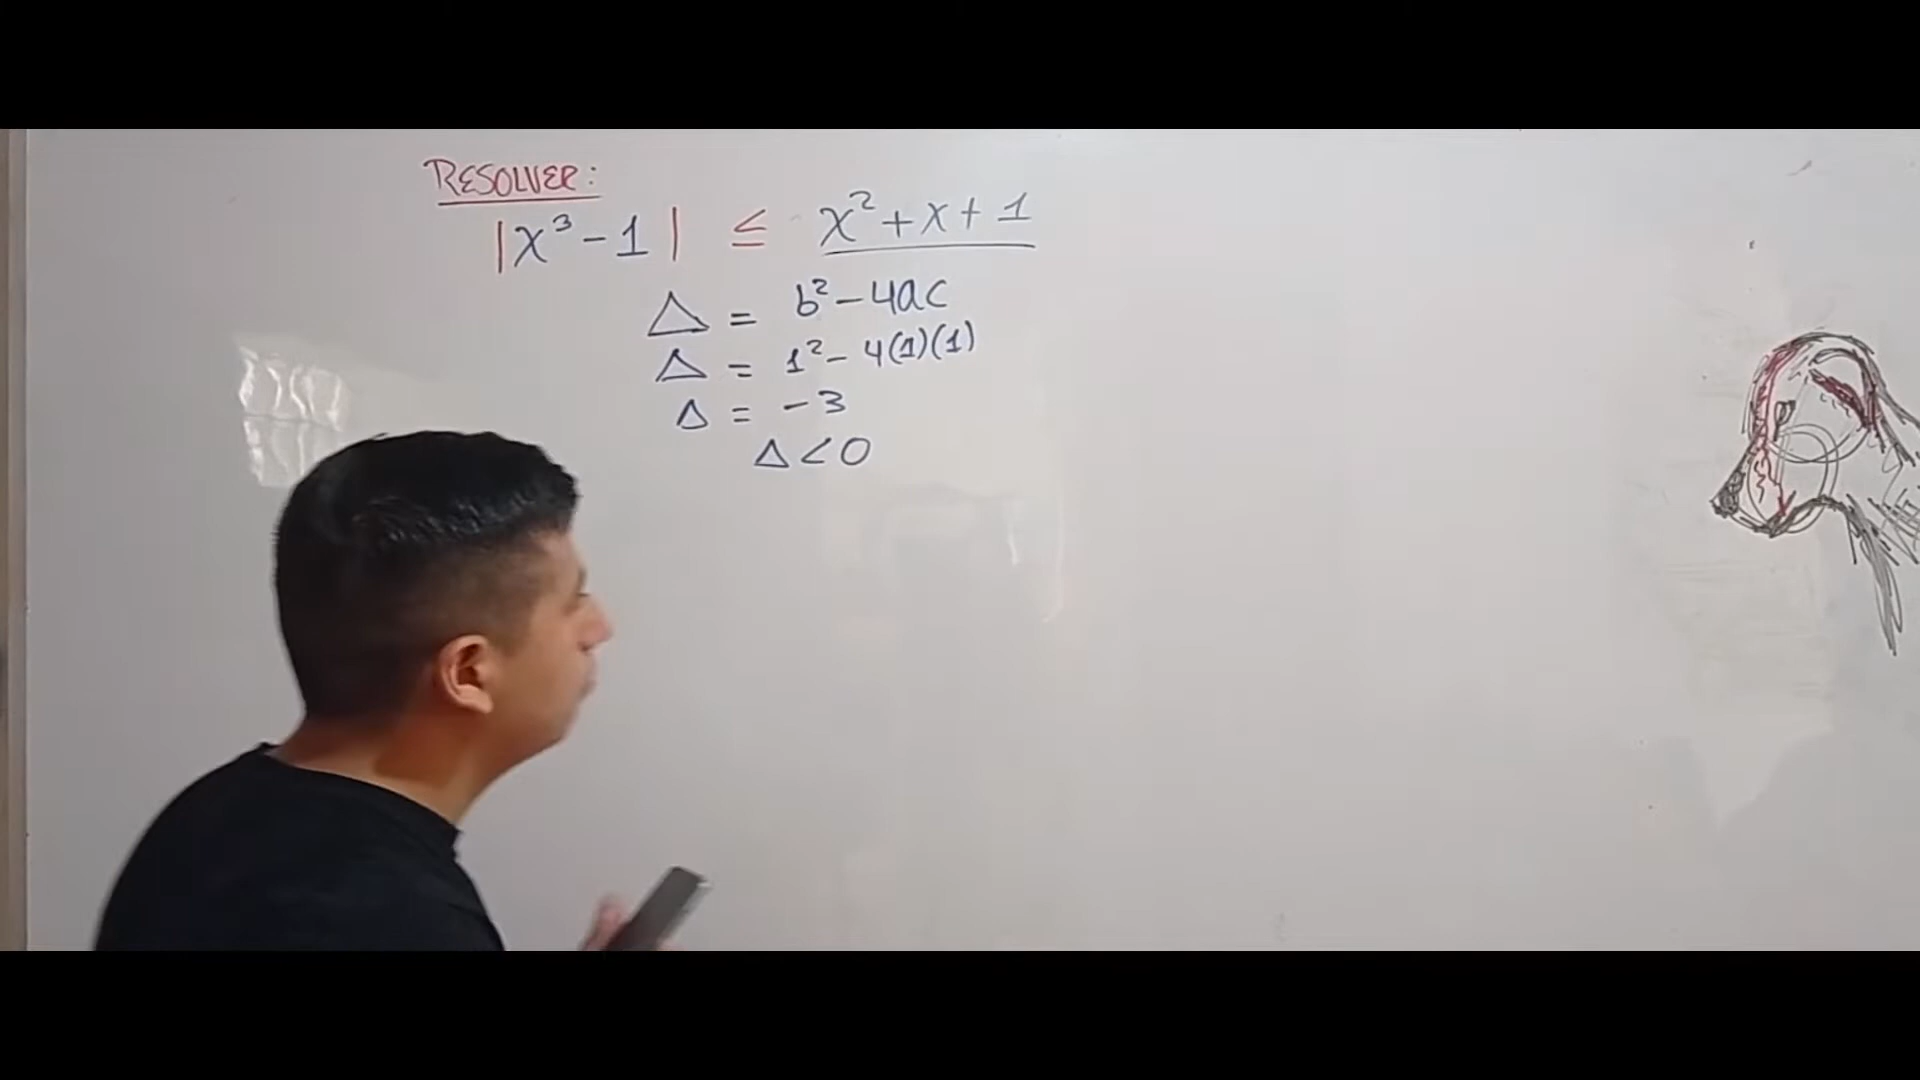 RESOLVER:
|x³-1| ≤ x²+x+1
Δ = b²-4ac
Δ = 1²-4(1)(1)
Δ = -3
Δ<0